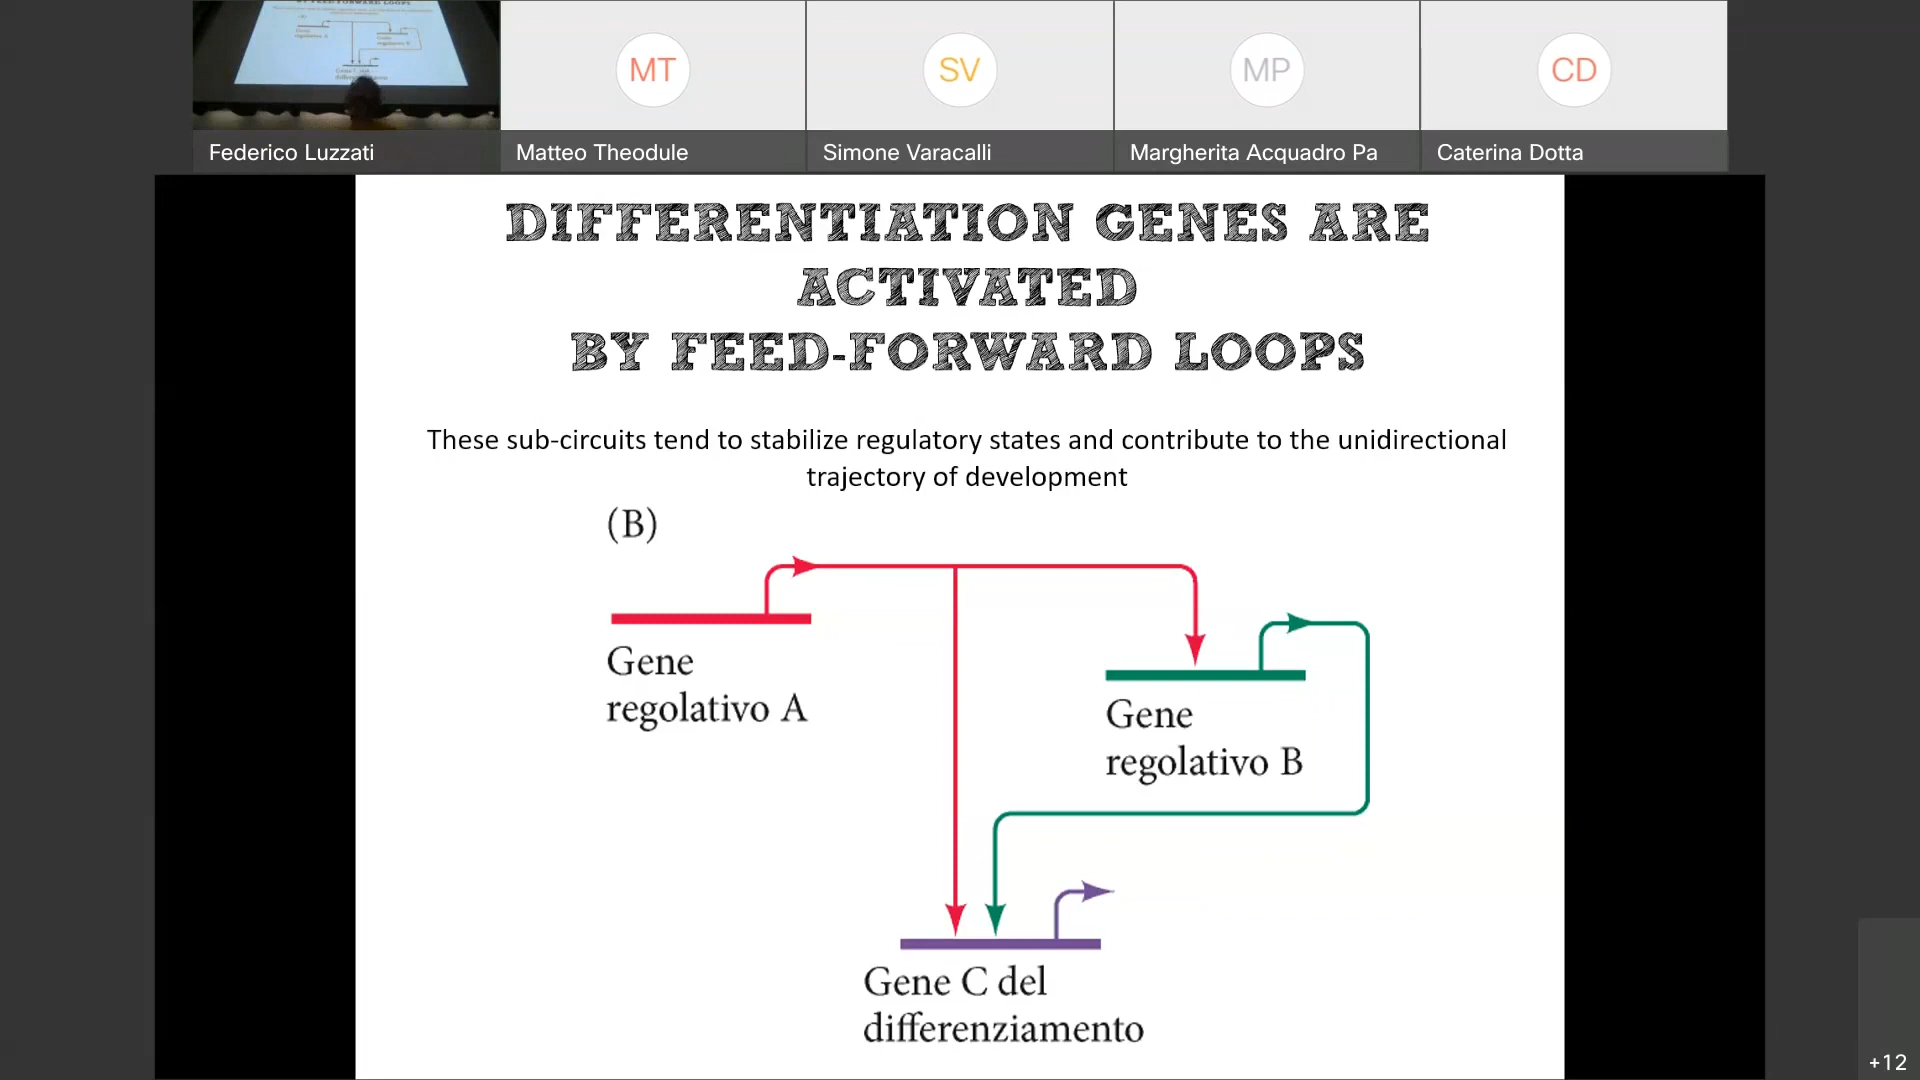 MT
SV
MP
CD
Federico Luzzati
Matteo Theodule
Simone Varacalli
Margherita Acquadro Pa
Caterina Dotta
DIFFERENTIATION GENES ARE
ACTIVATED
BY FEED-FORWARD LOOPS
These sub-circuits tend to stabilize regulatory states and contribute to the unidirectional
trajectory of development
(B)
Gene
regolativo A
Gene
regolativo B
Gene C del
differenziamento
+12